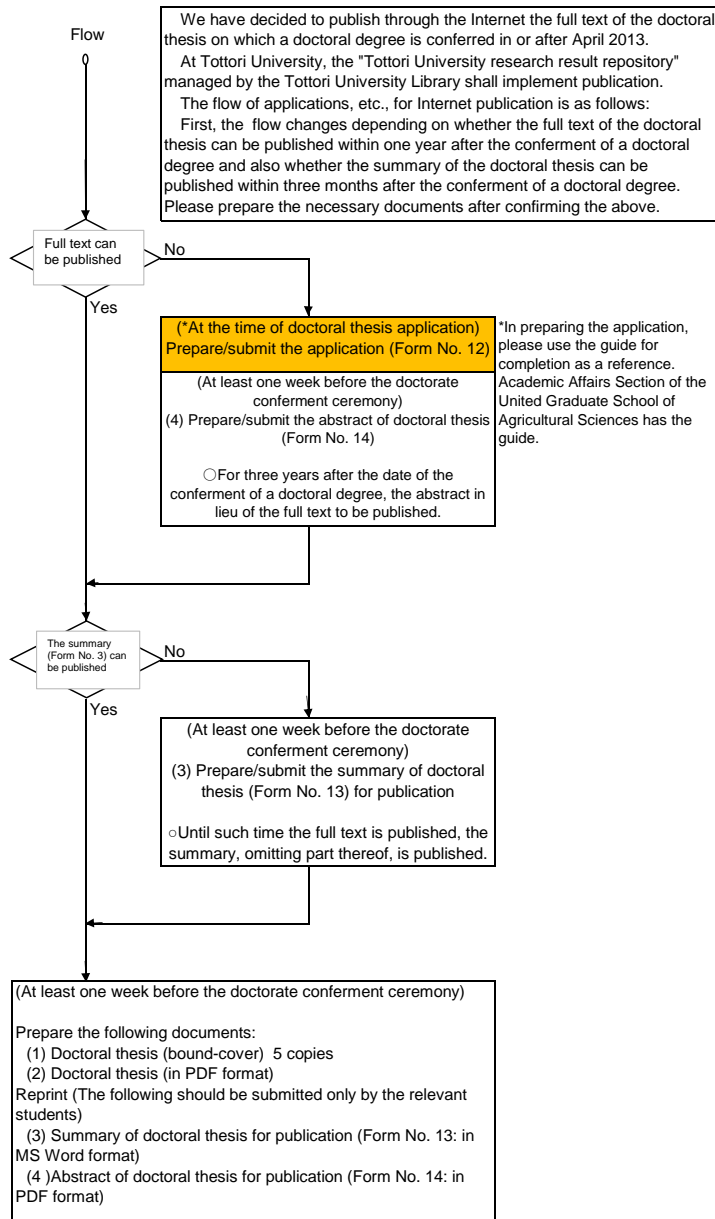 Flow
We have decided to publish through the Internet the full text of the doctoral
thesis on which a doctoral degree is conferred in or after April 2013.
At Tottori University, the "Tottori University research result repository"
managed by the Tottori University Library shall implement publication.
The flow of applications, etc., for Internet publication is as follows:
First, the flow changes depending on whether the full text of the doctoral
thesis can be published within one year after the conferment of a doctoral
degree and also whether the summary of the doctoral thesis can be
published within three months after the conferment of a doctoral degree.
Please prepare the necessary documents after confirming the above.
Full text can
be published
No
Yes
(*At the time of doctoral thesis application)
Prepare/submit the application (Form No. 12)
(At least one week before the doctorate
conferment ceremony)
(4) Prepare/submit the abstract of doctoral thesis
(Form No. 14)
○For three years after the date of the
conferment of a doctoral degree, the abstract in
lieu of the full text to be published.
*In preparing the application,
please use the guide for
completion as a reference.
Academic Affairs Section of the
United Graduate School of
Agricultural Sciences has the
guide.
The summary
(Form No. 3) can
be published
No
Yes
(At least one week before the doctorate
conferment ceremony)
(3) Prepare/submit the summary of doctoral
thesis (Form No. 13) for publication
○Until such time the full text is published, the
summary, omitting part thereof, is published.
(At least one week before the doctorate conferment ceremony)
Prepare the following documents:
(1) Doctoral thesis (bound-cover) 5 copies
(2) Doctoral thesis (in PDF format)
Reprint (The following should be submitted only by the relevant
students)
(3) Summary of doctoral thesis for publication (Form No. 13: in
MS Word format)
(4 )Abstract of doctoral thesis for publication (Form No. 14: in
PDF format)